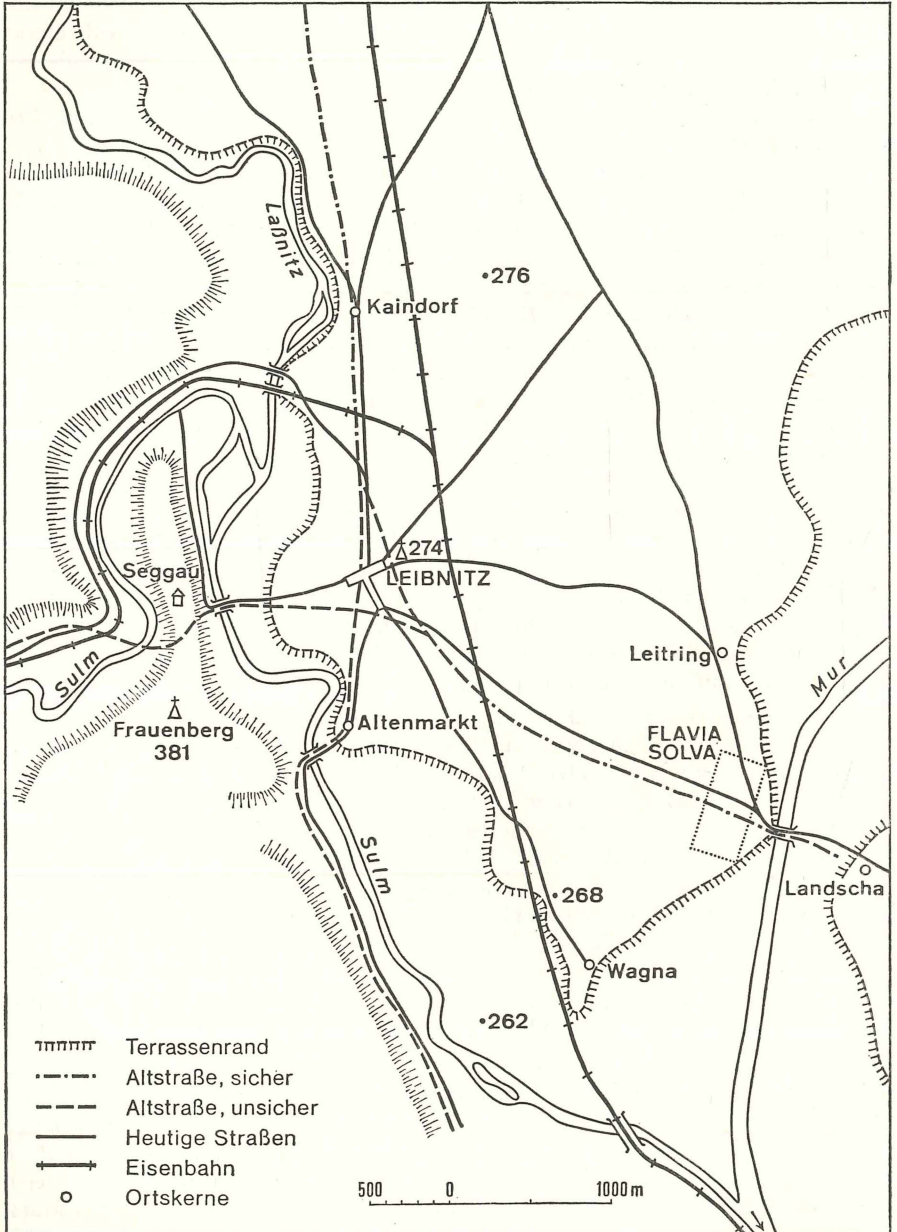 Laßnitz
276
Kaindorf
274
LEIBNITZ
Seggau
Leitring
Sulm
Mur
Frauenberg
381
Altenmarkt
FLAVIA
SOLVA
Sulm
Landscha
268
Wagna
262
Terrassenrand
Altstraße, sicher
Altstraße, unsicher
Heutige Straßen
Eisenbahn
Ortskerne
500 0 1000 m